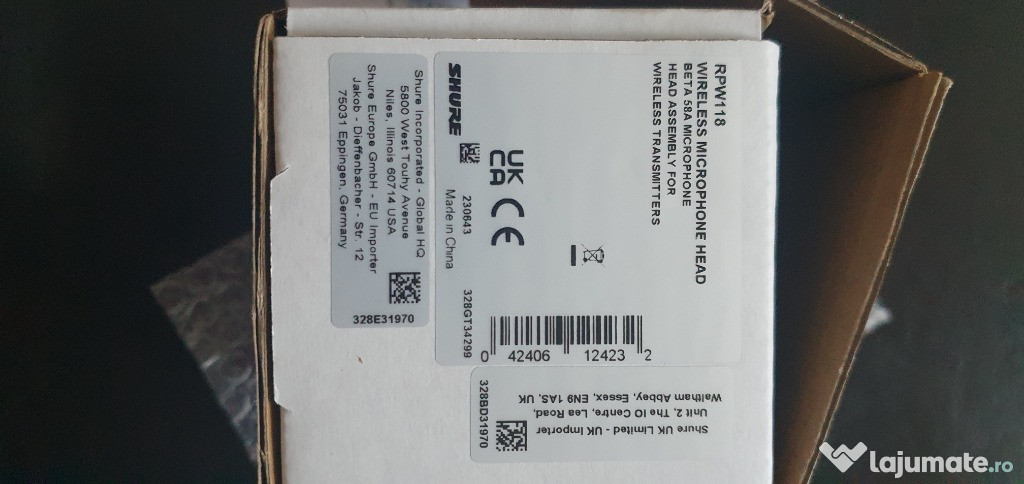 RPW118
WIRELESS MICROPHONE HEAD
BETA 58A MICROPHONE
HEAD ASSEMBLY FOR
WIRELESS TRANSMITTERS
UK
CA
CE
SHURE
230643
Made in China
328GT34299
0 42406 12423 2
Shure Incorporated - Global HQ
5800 West Touhy Avenue
Niles, Illinois 60714 USA
Shure Europe GmbH - EU Importer
Jakob - Dieffenbacher - Str. 12
75031 Eppingen, Germany
328E31970
Shure UK Limited - UK Importer
Unit 2, The IO Centre, Lea Road,
Waltham Abbey, Essex, EN9 1AS, UK
328BD31970
lajumate.ro